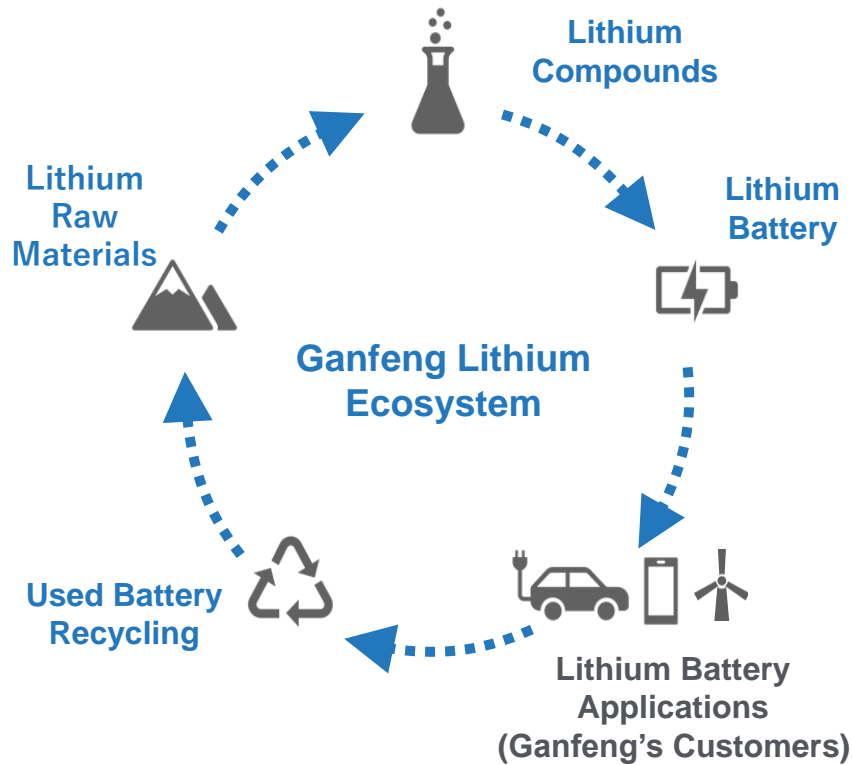 Lithium
Compounds
Lithium
Battery
Lithium
Raw
Materials
Ganfeng Lithium
Ecosystem
Used Battery
Recycling
Lithium Battery
Applications
(Ganfeng's Customers)